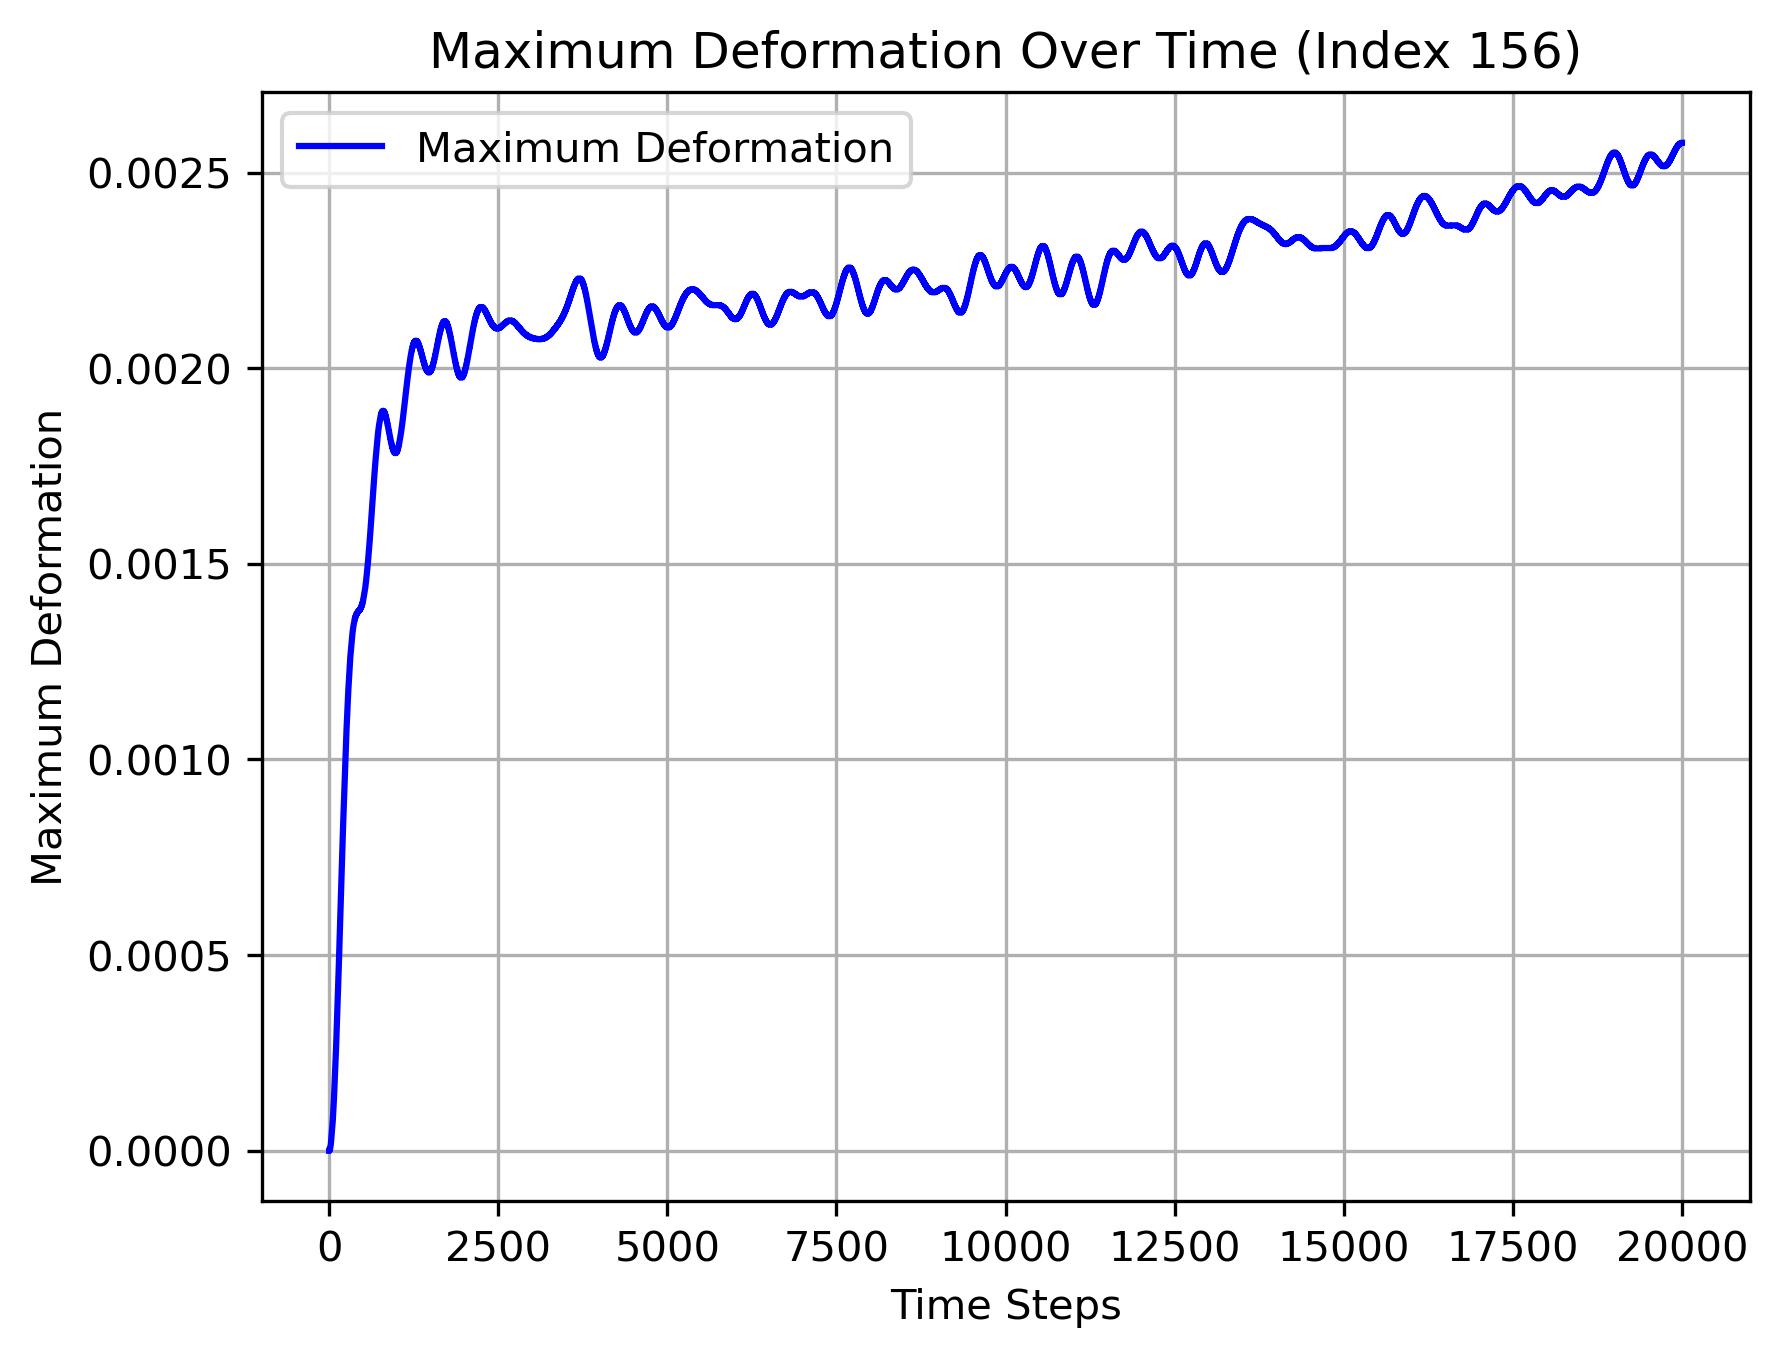 Maximum Deformation Over Time (Index 156)
Maximum Deformation
0.0025
0.0020
0.0015
0.0010
0.0005
0.0000
Maximum Deformation
0 2500 5000 7500 10000 12500 15000 17500 20000
Time Steps